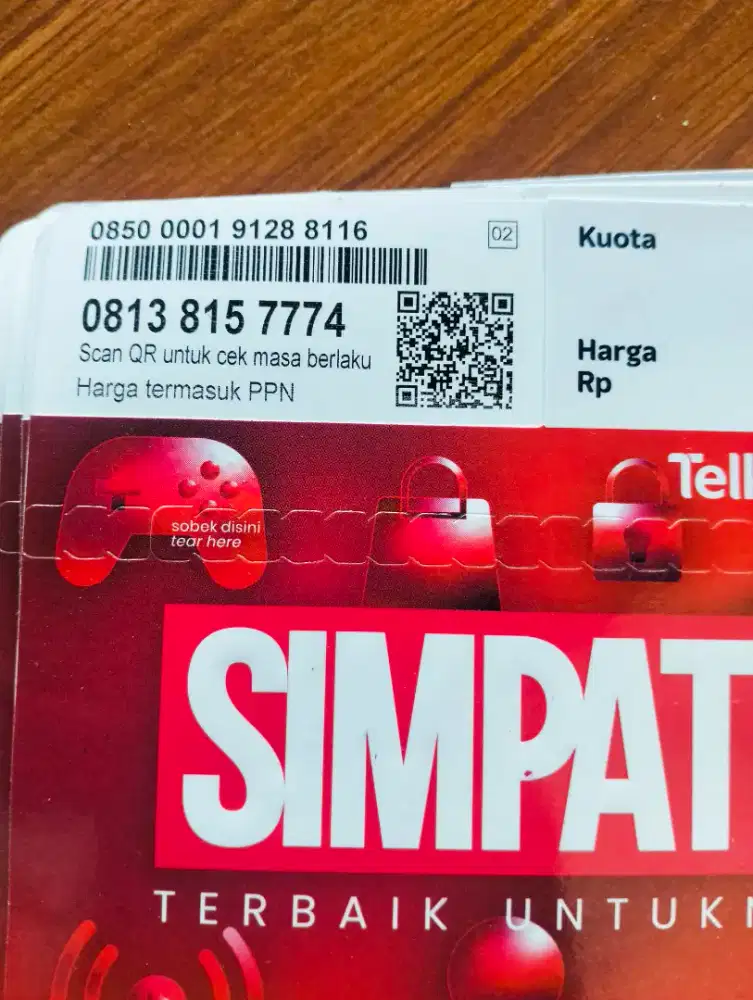 0850 0001 9128 8116
02
0813 815 7774
Scan QR untuk cek masa berlaku
Harga termasuk PPN
Kuota
Harga
Rp
sobek disini
tear here
SIMPAT
TERBAIK